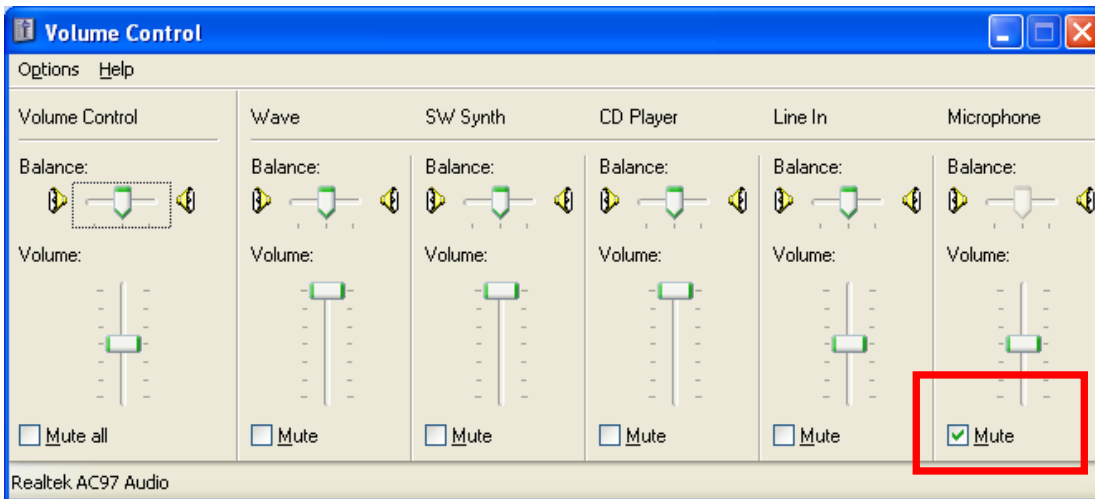 Volume Control
Options Help
Volume Control Wave SW Synth CD Player Line In Microphone
Balance: Balance: Balance: Balance: Balance: Balance:
Volume: Volume: Volume: Volume: Volume: Volume:
Mute all Mute Mute Mute Mute Mute
Realtek AC97 Audio